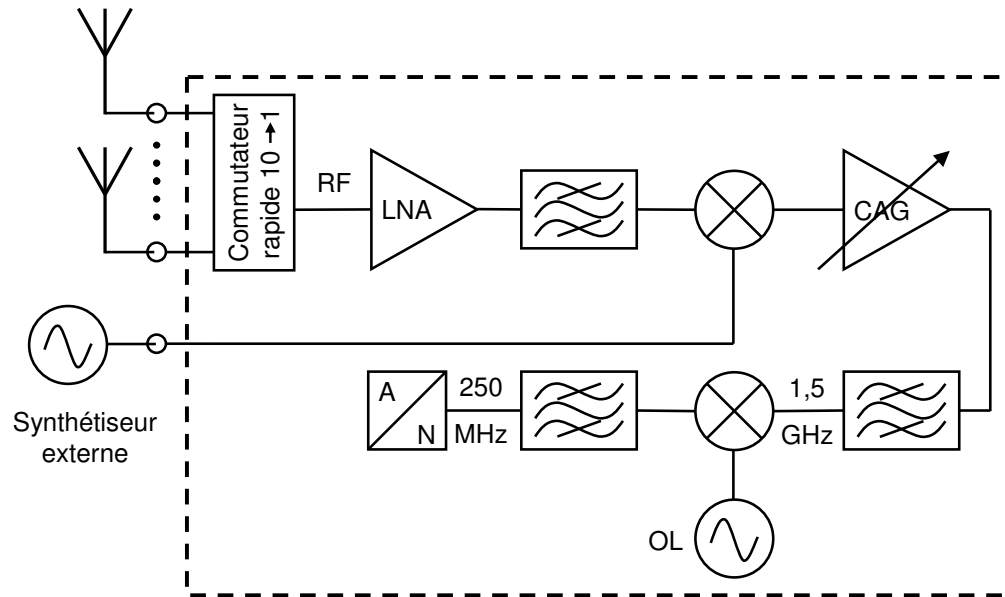 Commutateur
rapide 10 → 1
RF
LNA
CAG
Synthétiseur
externe
A
N
250
MHz
1,5
GHz
OL